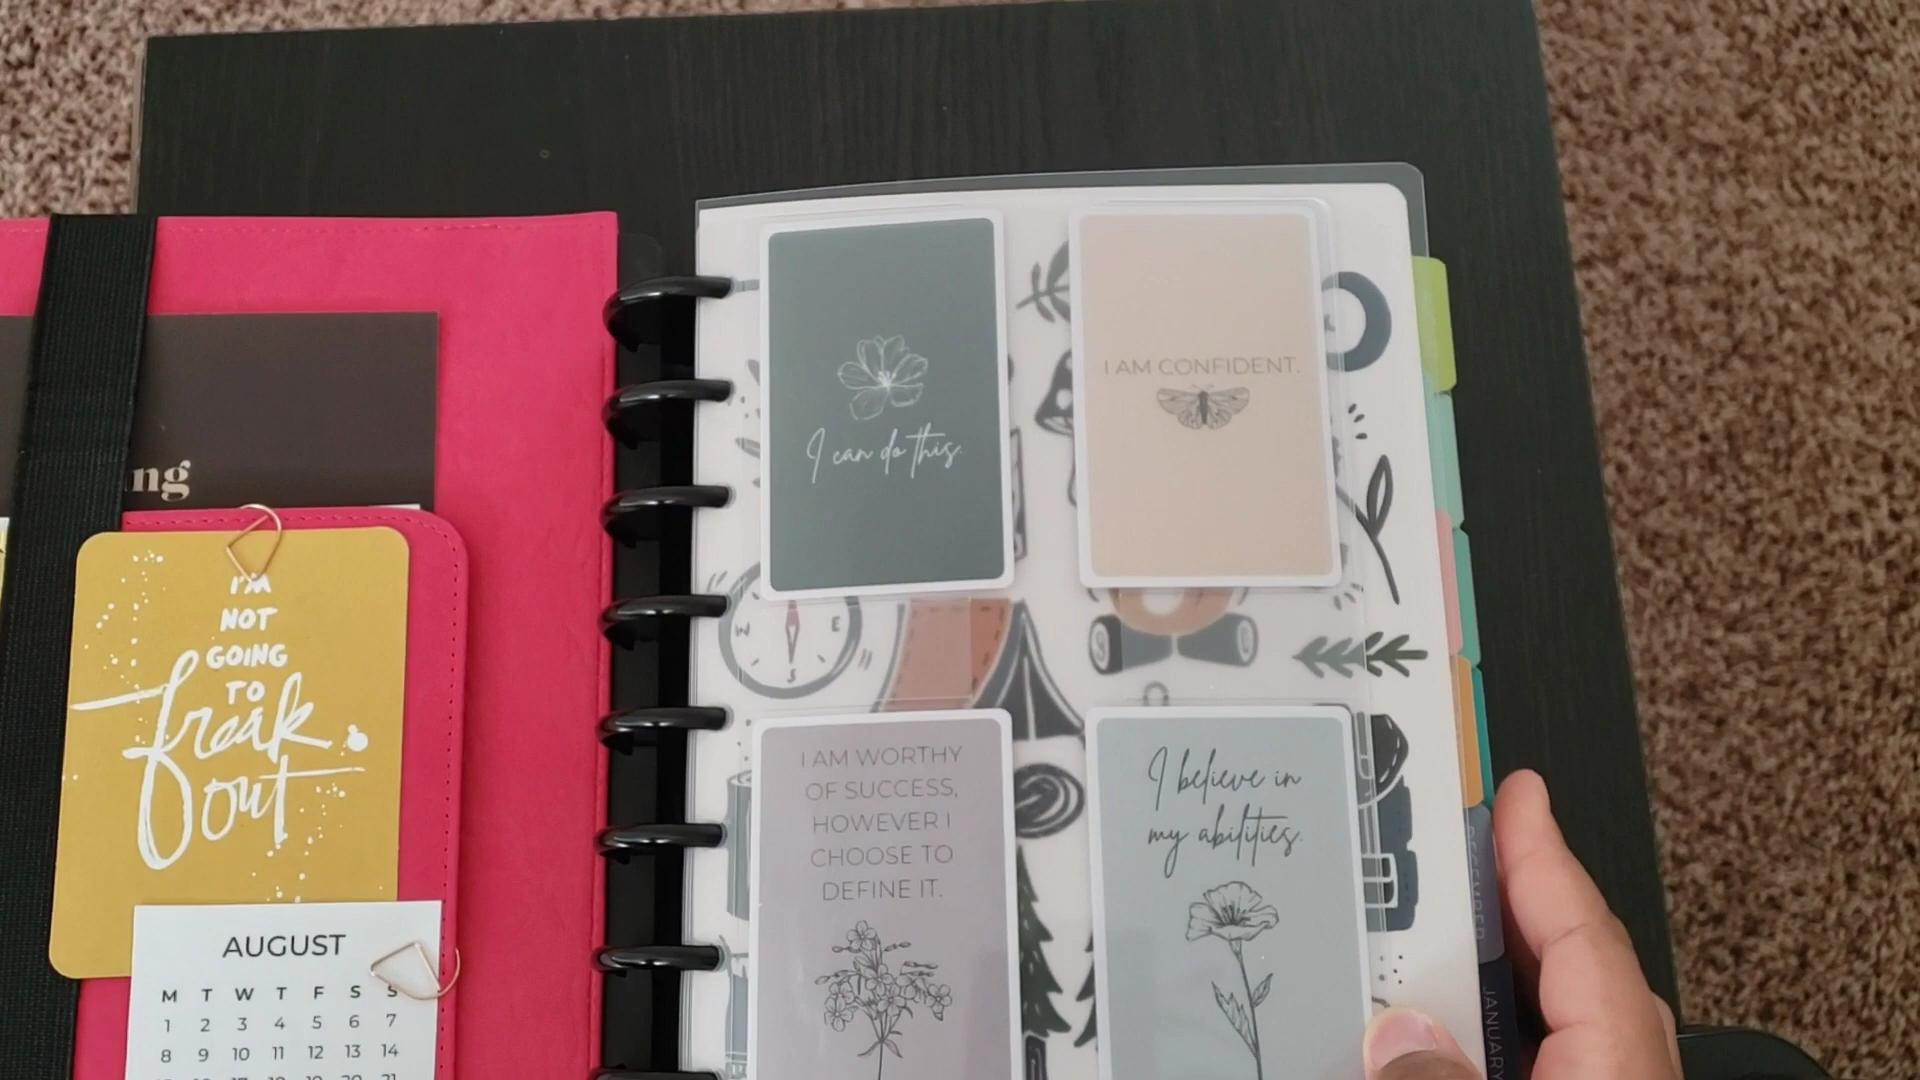 ng
I'M
NOT
GOING
TO
freak
out.
AUGUST
M T W T F S S
1 2 3 4 5 6 7
8 9 10 11 12 13 14
I can do this.
I AM CONFIDENT.
W E
S
I AM WORTHY
OF SUCCESS,
HOWEVER I
CHOOSE TO
DEFINE IT.
I believe in
my abilities.
DECEMBER
JANUARY